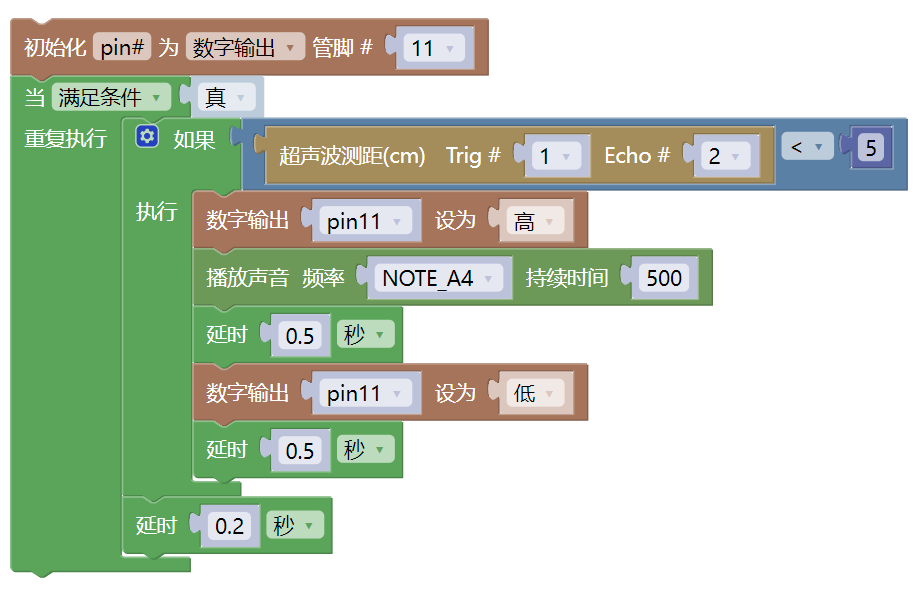 初始化 pin# 为 数字输出 管脚 # 11
当 满足条件 真
重复执行 如果 超声波测距(cm) Trig # 1 Echo # 2 < 5
执行 数字输出 pin11 设为 高
播放声音 频率 NOTE_A4 持续时间 500
延时 0.5 秒
数字输出 pin11 设为 低
延时 0.5 秒
延时 0.2 秒